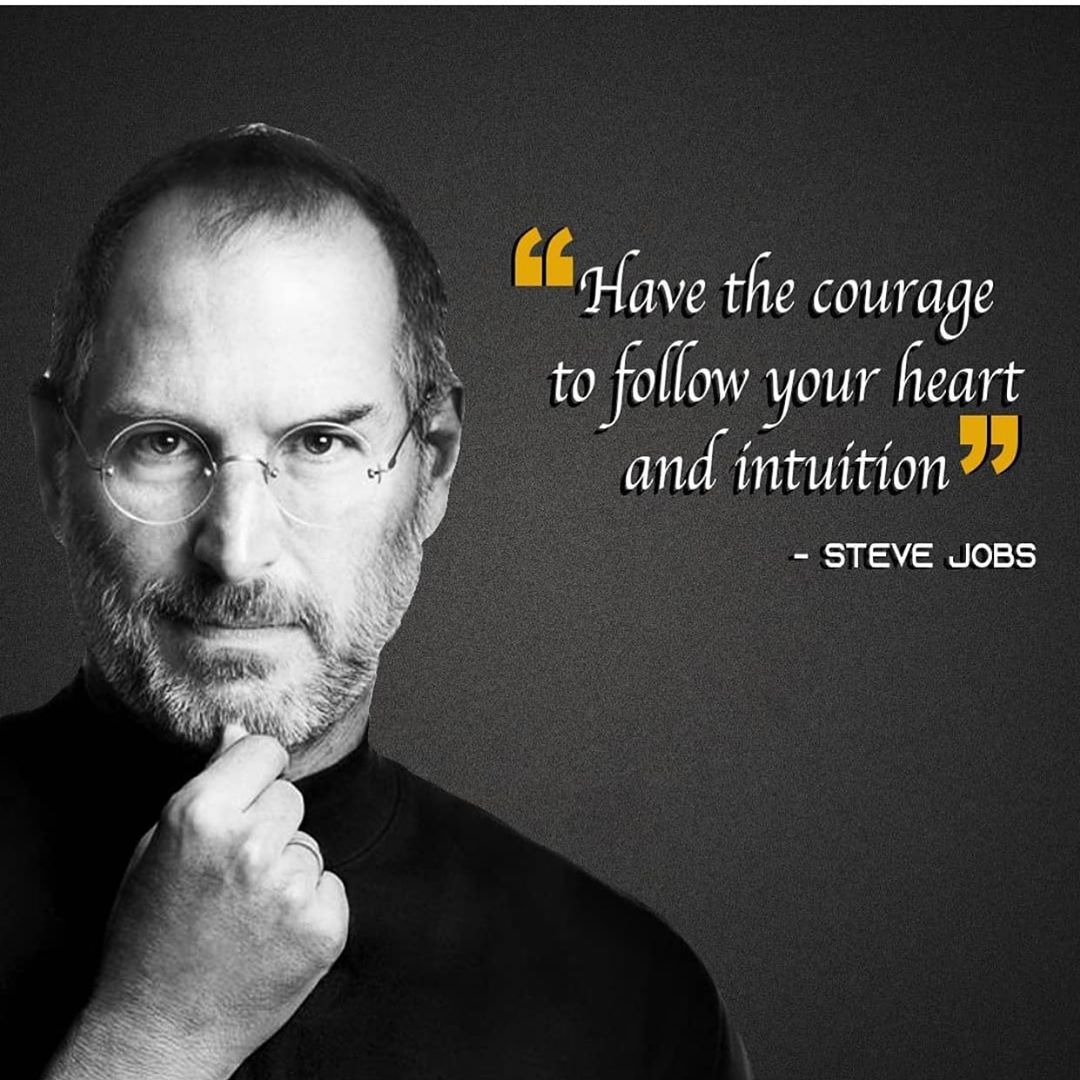 “Have the courage
to follow your heart
and intuition”
- STEVE JOBS